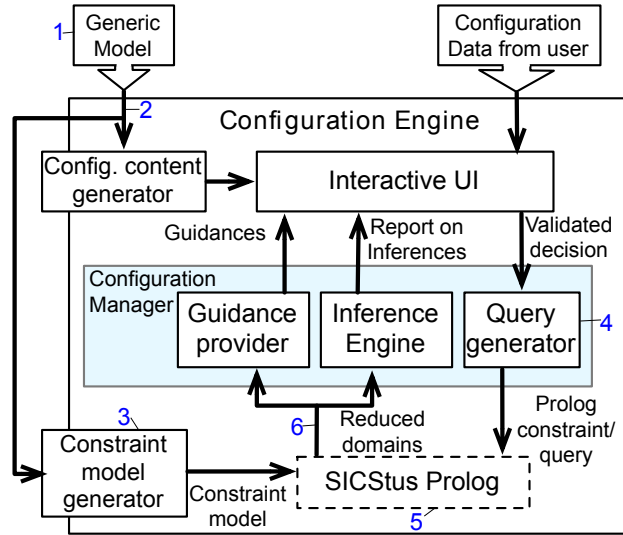 1
Generic
Model
Configuration
Data from user
2
Configuration Engine
Config. content
generator
Interactive UI
Guidances
Report on
Inferences
Validated
decision
Configuration
Manager
Guidance
provider
Inference
Engine
Query
generator
4
3
6
Reduced
domains
Prolog
constraint/
query
Constraint
model
generator
Constraint
model
SICStus Prolog
5